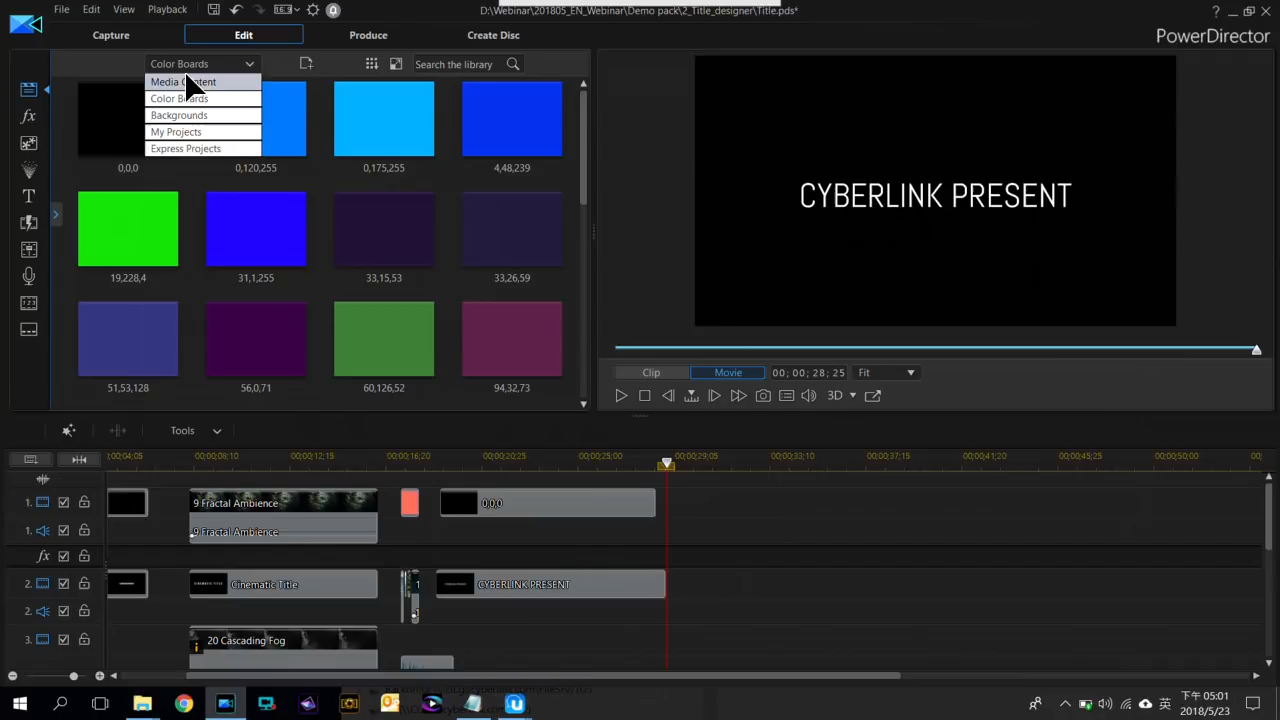 File Edit View Playback 16:9 D:\Webinar\201805_EN_Webinar\Demo pack\2_Title_designer\Title.pds*
Capture Edit Produce Create Disc PowerDirector
Color Boards Search the library
Media Content
Color Boards
Backgrounds
My Projects
Express Projects
0,0,0 0,120,255 0,175,255 4,48,239
CYBERLINK PRESENT
19,228,4 31,1,255 33,15,53 33,26,59
51,53,128 56,0,71 60,126,52 94,32,73
Clip Movie 00; 00; 28; 25 Fit
3D
Tools
00;00;04;05 00;00;08;10 00;00;12;15 00;00;16;20 00;00;20;25 00;00;25;00 00;00;29;05 00;00;33;10 00;00;37;15 00;00;41;20 00;00;45;25 00;00;50;00
1. 9 Fractal Ambience 0,0,0
1. 9 Fractal Ambience
fx
2. CINEMATIC TITLE Cinematic Title CYBERLINK PRESENT
2.
3. 20 Cascading Fog
英 下午 05:01
2018/5/23